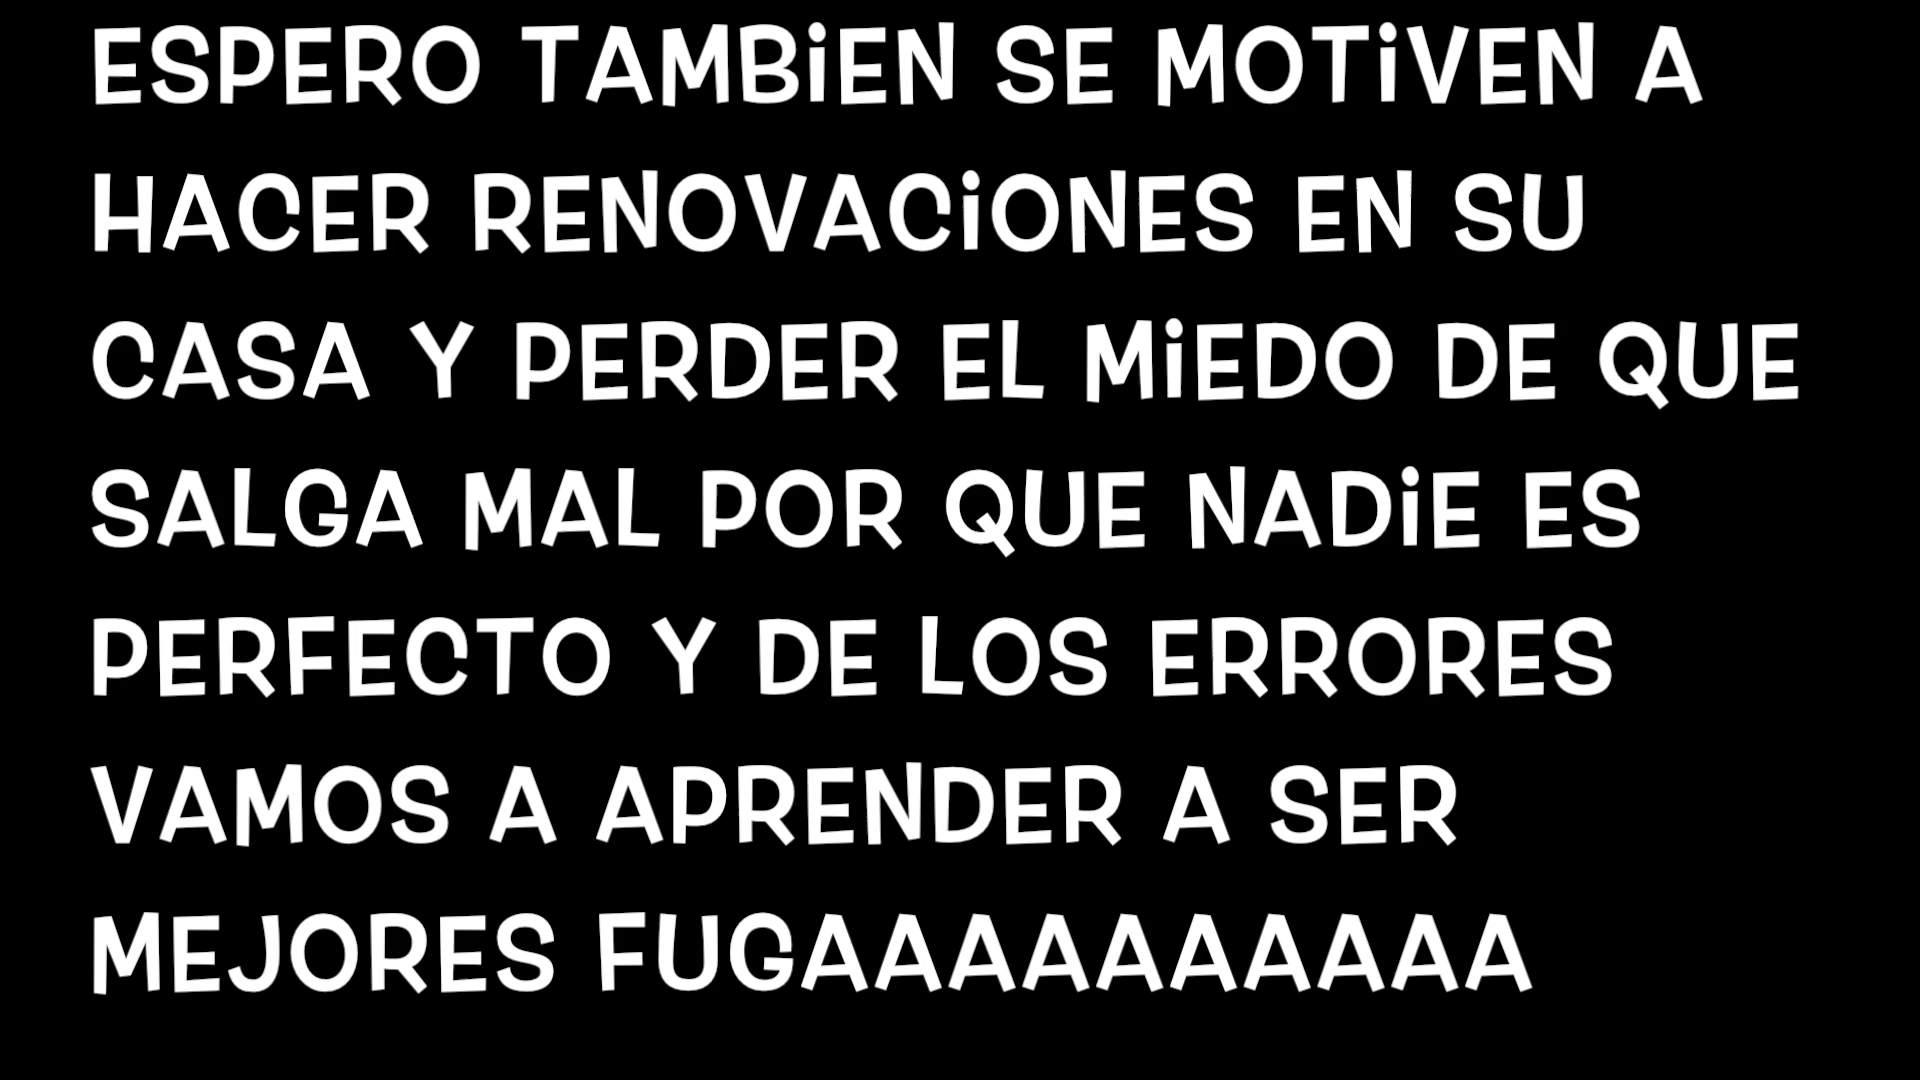 ESPERO TAMBiEN SE MOTiVEN A
HACER RENOVACiONES EN SU
CASA Y PERDER EL MiEDO DE QUE
SALGA MAL POR QUE NADiE ES
PERFECTO Y DE LOS ERRORES
VAMOS A APRENDER A SER
MEJORES FUGAAAAAAAAAA